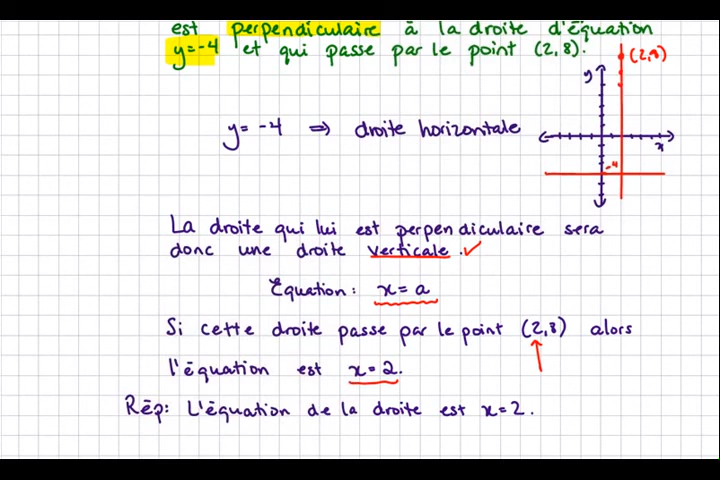 est perpendiculaire à la droite d'équation
y=-4 et qui passe par le point (2,8).
(2,8)
y
y=-4 ⇒ droite horizontale
x
-4
La droite qui lui est perpendiculaire sera
donc une droite verticale.
Équation: x=a
Si cette droite passe par le point (2,8) alors
l'équation est x=2.
Rép: L'équation de la droite est x=2.